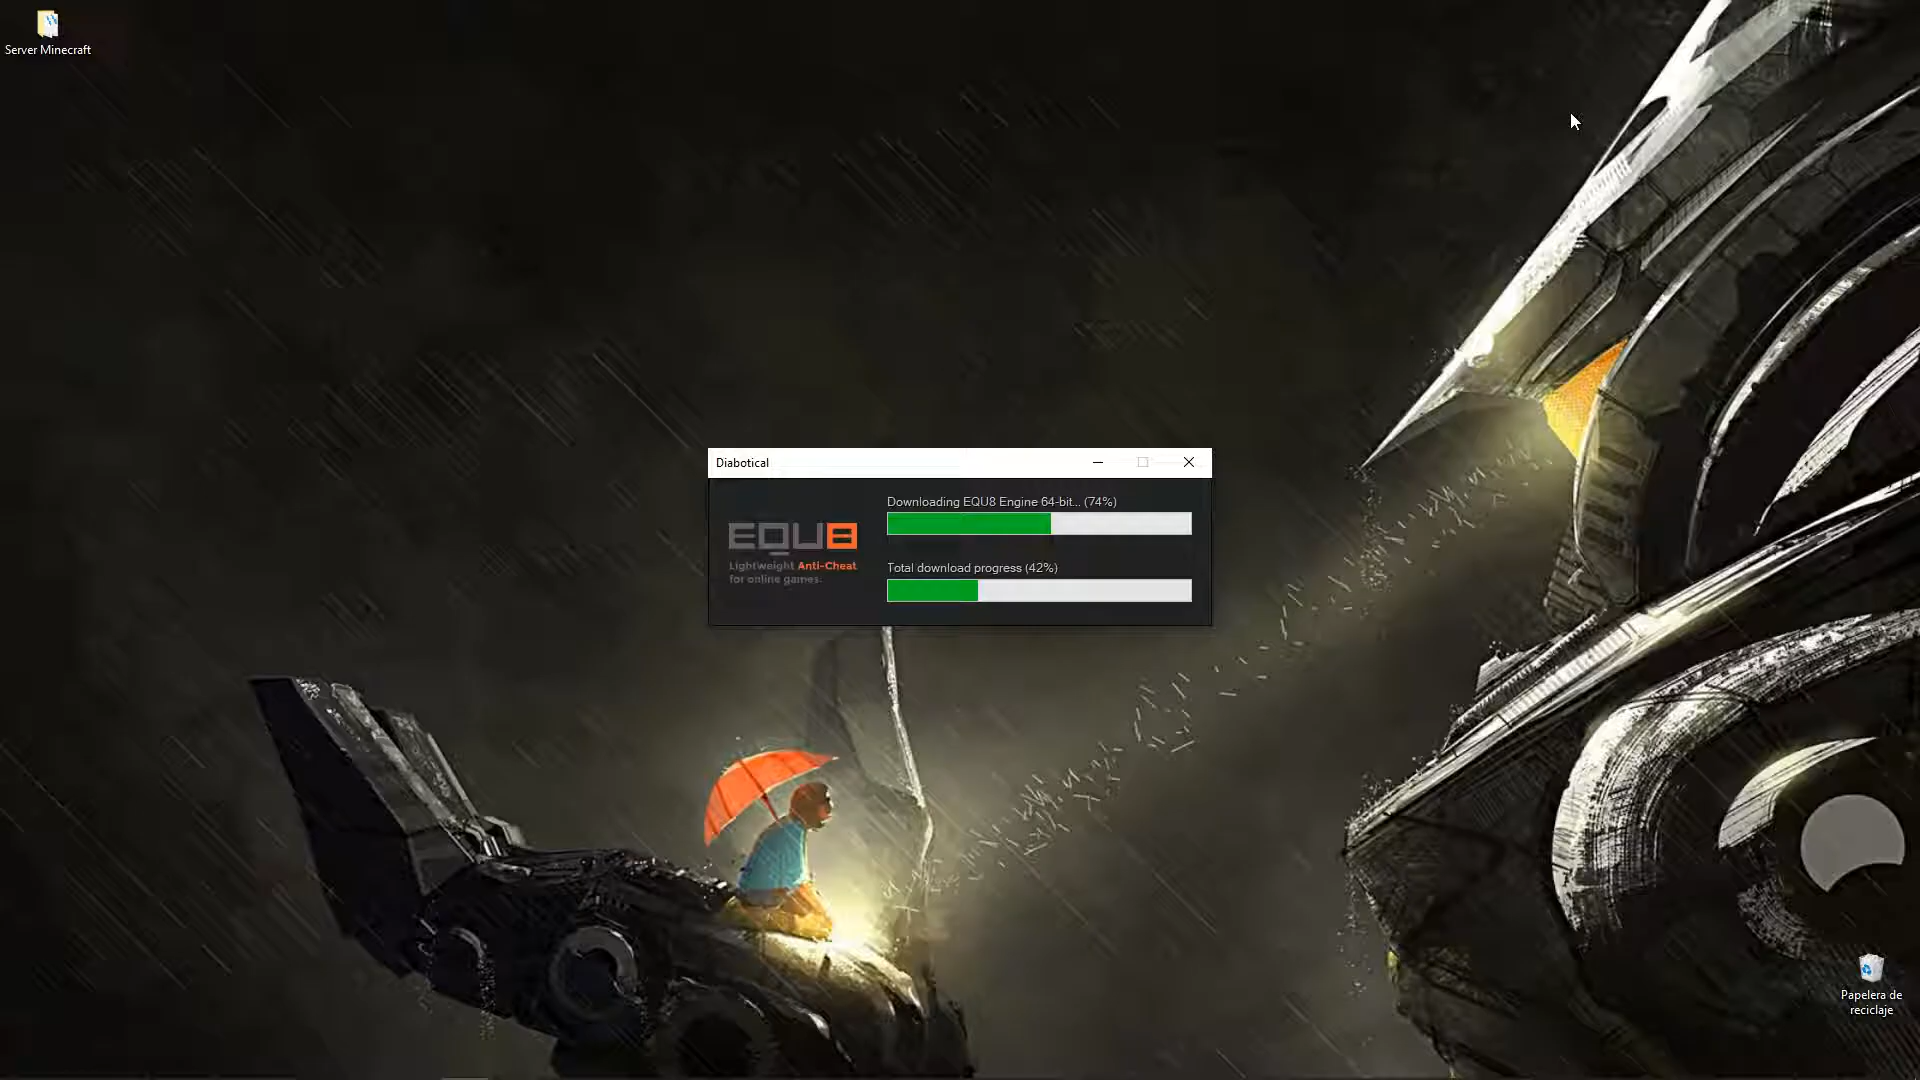 Server Minecraft
Diabotical
Downloading EQU8 Engine 64-bit... (74%)
EQU8
Lightweight Anti-Cheat
for online games.
Total download progress (42%)
Papelera de
reciclaje